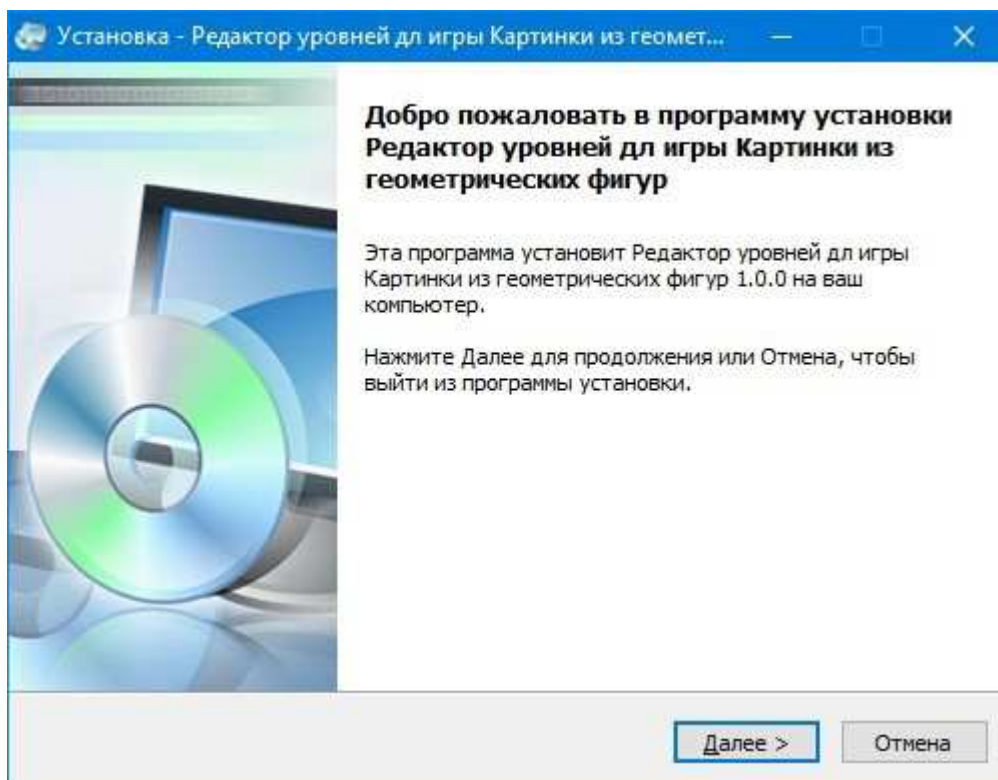 Установка - Редактор уровней дл игры Картинки из геомет...
Добро пожаловать в программу установки
Редактор уровней дл игры Картинки из
геометрических фигур
Эта программа установит Редактор уровней дл игры
Картинки из геометрических фигур 1.0.0 на ваш
компьютер.
Нажмите Далее для продолжения или Отмена, чтобы
выйти из программы установки.
Далее >
Отмена